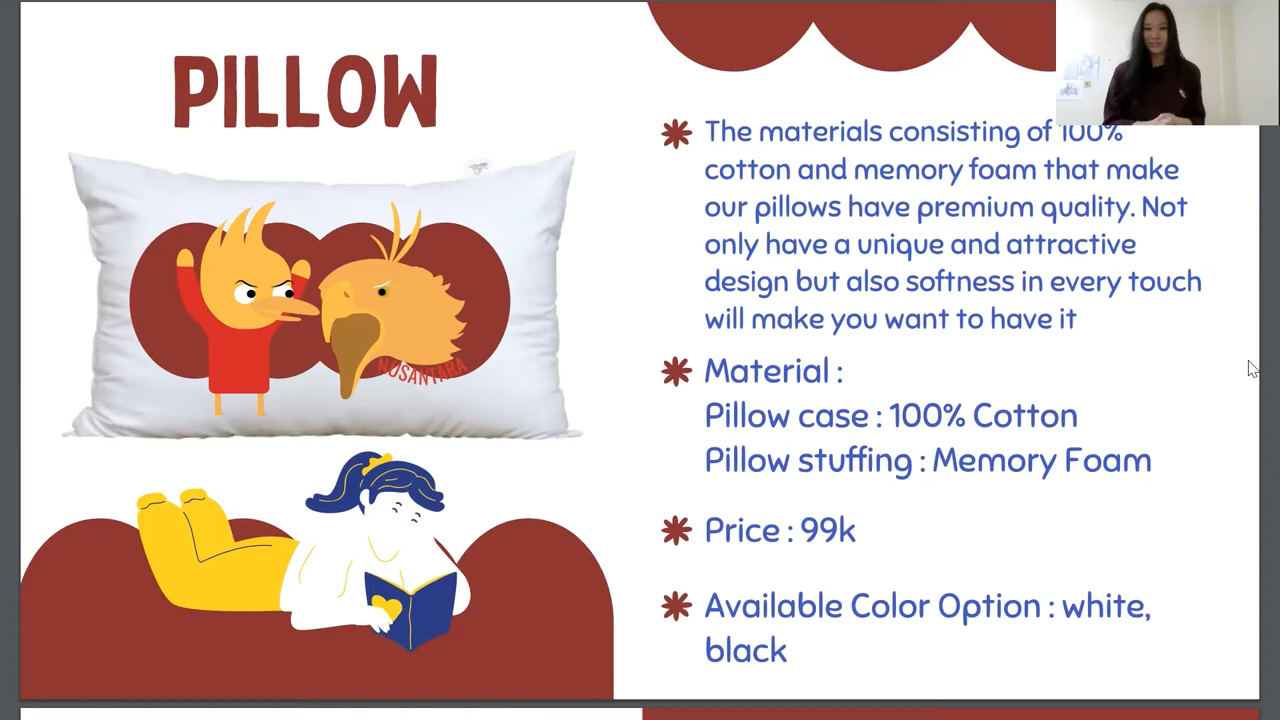 PILLOW
NUSANTARA
The materials consisting of 100%
cotton and memory foam that make
our pillows have premium quality. Not
only have a unique and attractive
design but also softness in every touch
will make you want to have it
Material :
Pillow case : 100% Cotton
Pillow stuffing : Memory Foam
Price : 99k
Available Color Option : white,
black